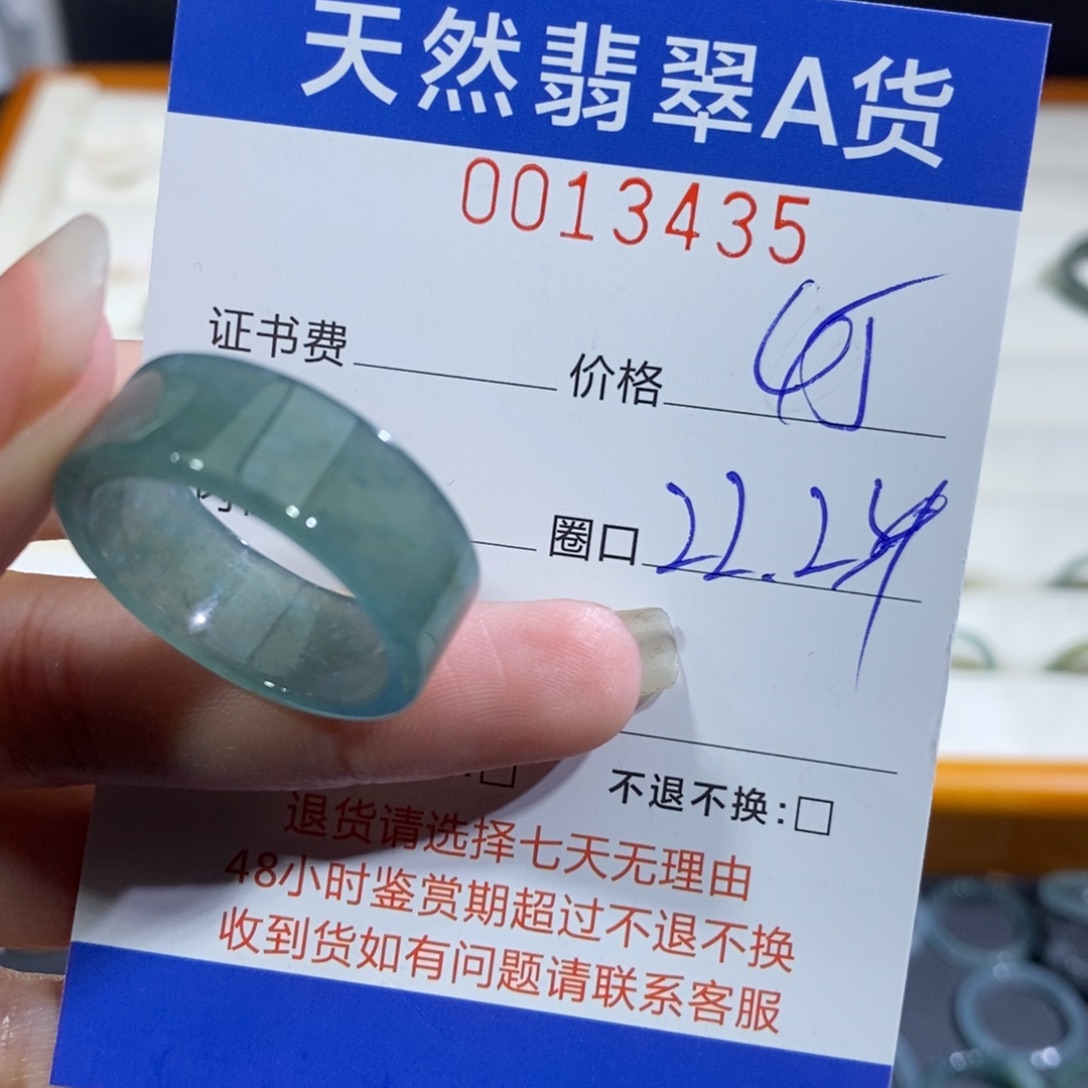 天然翡翠A货
0013435
证书费 价格
圈口 22.24
不退不换:□
退货请选择七天无理由
48小时鉴赏期超过不退不换
收到货如有问题请联系客服